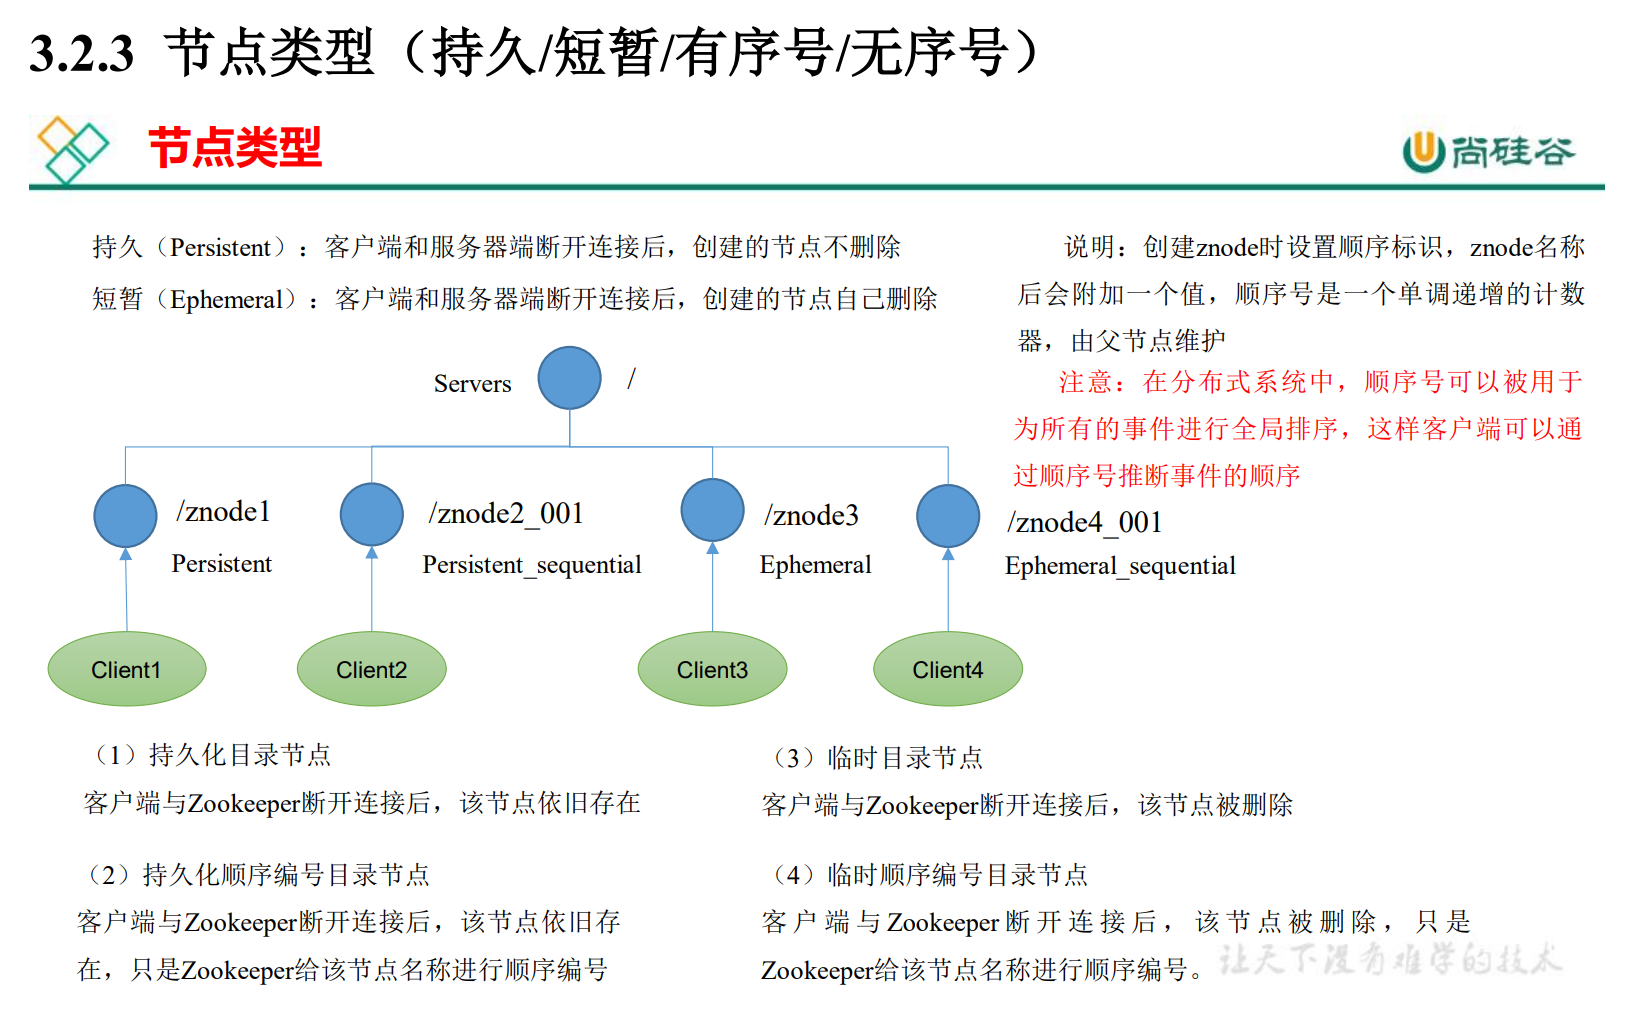 3.2.3 节点类型（持久/短暂/有序号/无序号）
节点类型
尚硅谷
持久（Persistent）：客户端和服务器端断开连接后，创建的节点不删除
短暂（Ephemeral）：客户端和服务器端断开连接后，创建的节点自己删除
说明：创建znode时设置顺序标识，znode名称
后会附加一个值，顺序号是一个单调递增的计数
器，由父节点维护
注意：在分布式系统中，顺序号可以被用于
为所有的事件进行全局排序，这样客户端可以通
过顺序号推断事件的顺序
Servers
/
/znode1
Persistent
/znode2_001
Persistent_sequential
/znode3
Ephemeral
/znode4_001
Ephemeral_sequential
Client1
Client2
Client3
Client4
（1）持久化目录节点
客户端与Zookeeper断开连接后，该节点依旧存在
（2）持久化顺序编号目录节点
客户端与Zookeeper断开连接后，该节点依旧存
在，只是Zookeeper给该节点名称进行顺序编号
（3）临时目录节点
客户端与Zookeeper断开连接后，该节点被删除
（4）临时顺序编号目录节点
客户端与Zookeeper断开连接后，该节点被删除，只是
Zookeeper给该节点名称进行顺序编号。
让天下没有难学的技术